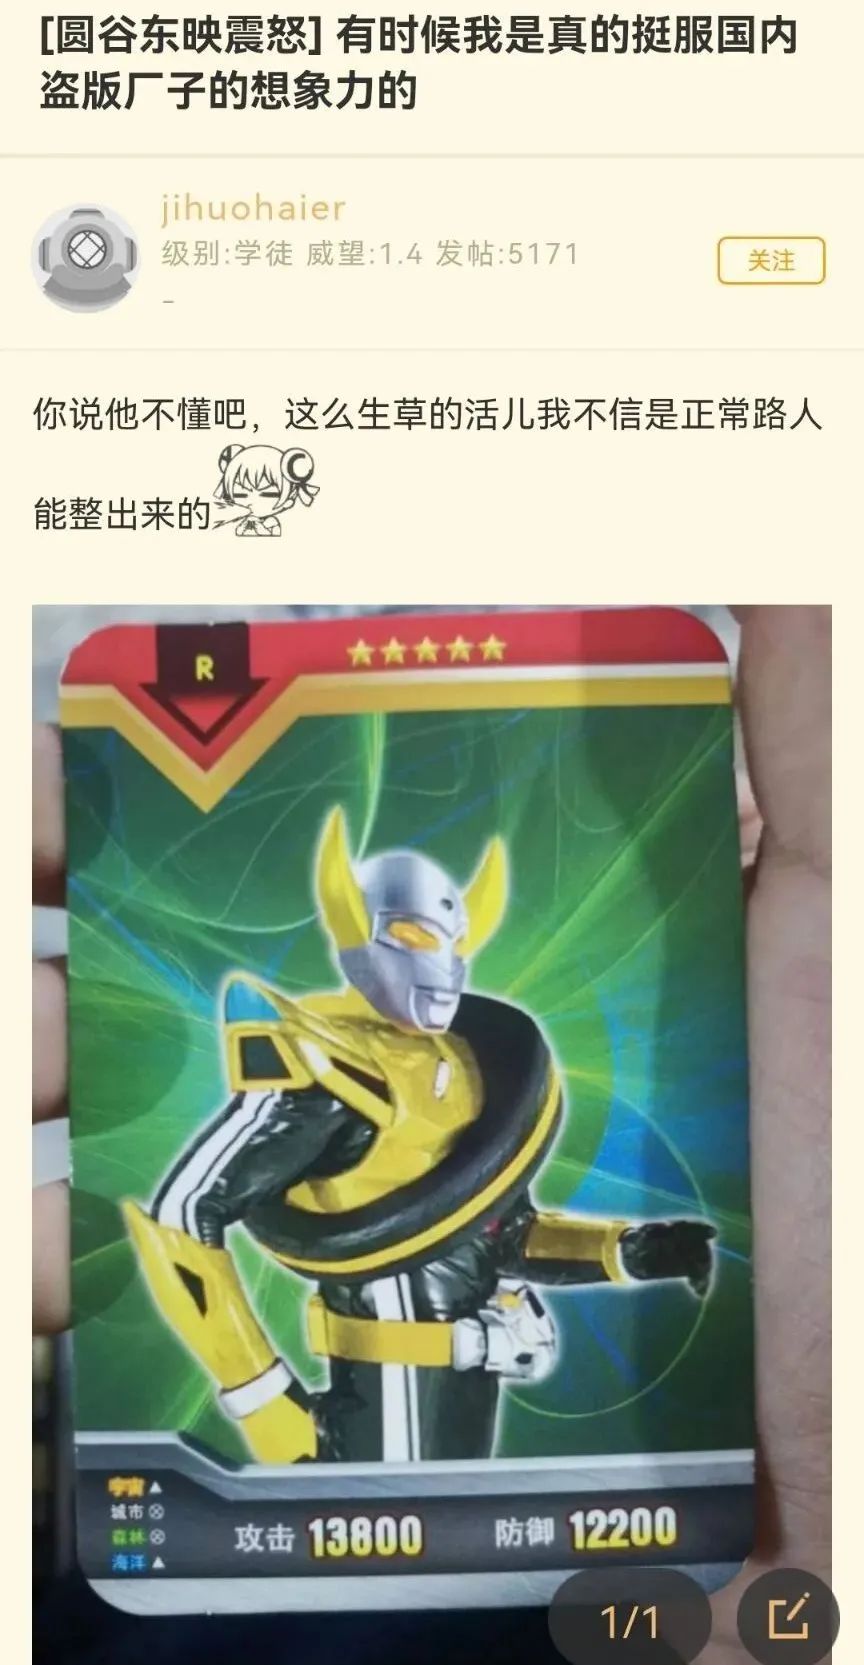 [圆谷东映震怒] 有时候我是真的挺服国内
盗版厂子的想象力的
jihuohaier
级别:学徒 威望:1.4 发帖:5171
-
关注
你说他不懂吧，这么生草的活儿我不信是正常路人
能整出来的
R
★★★★★
宇宙▲
城市⊗
森林⊗
海洋▲
攻击 13800
防御 12200
1/1